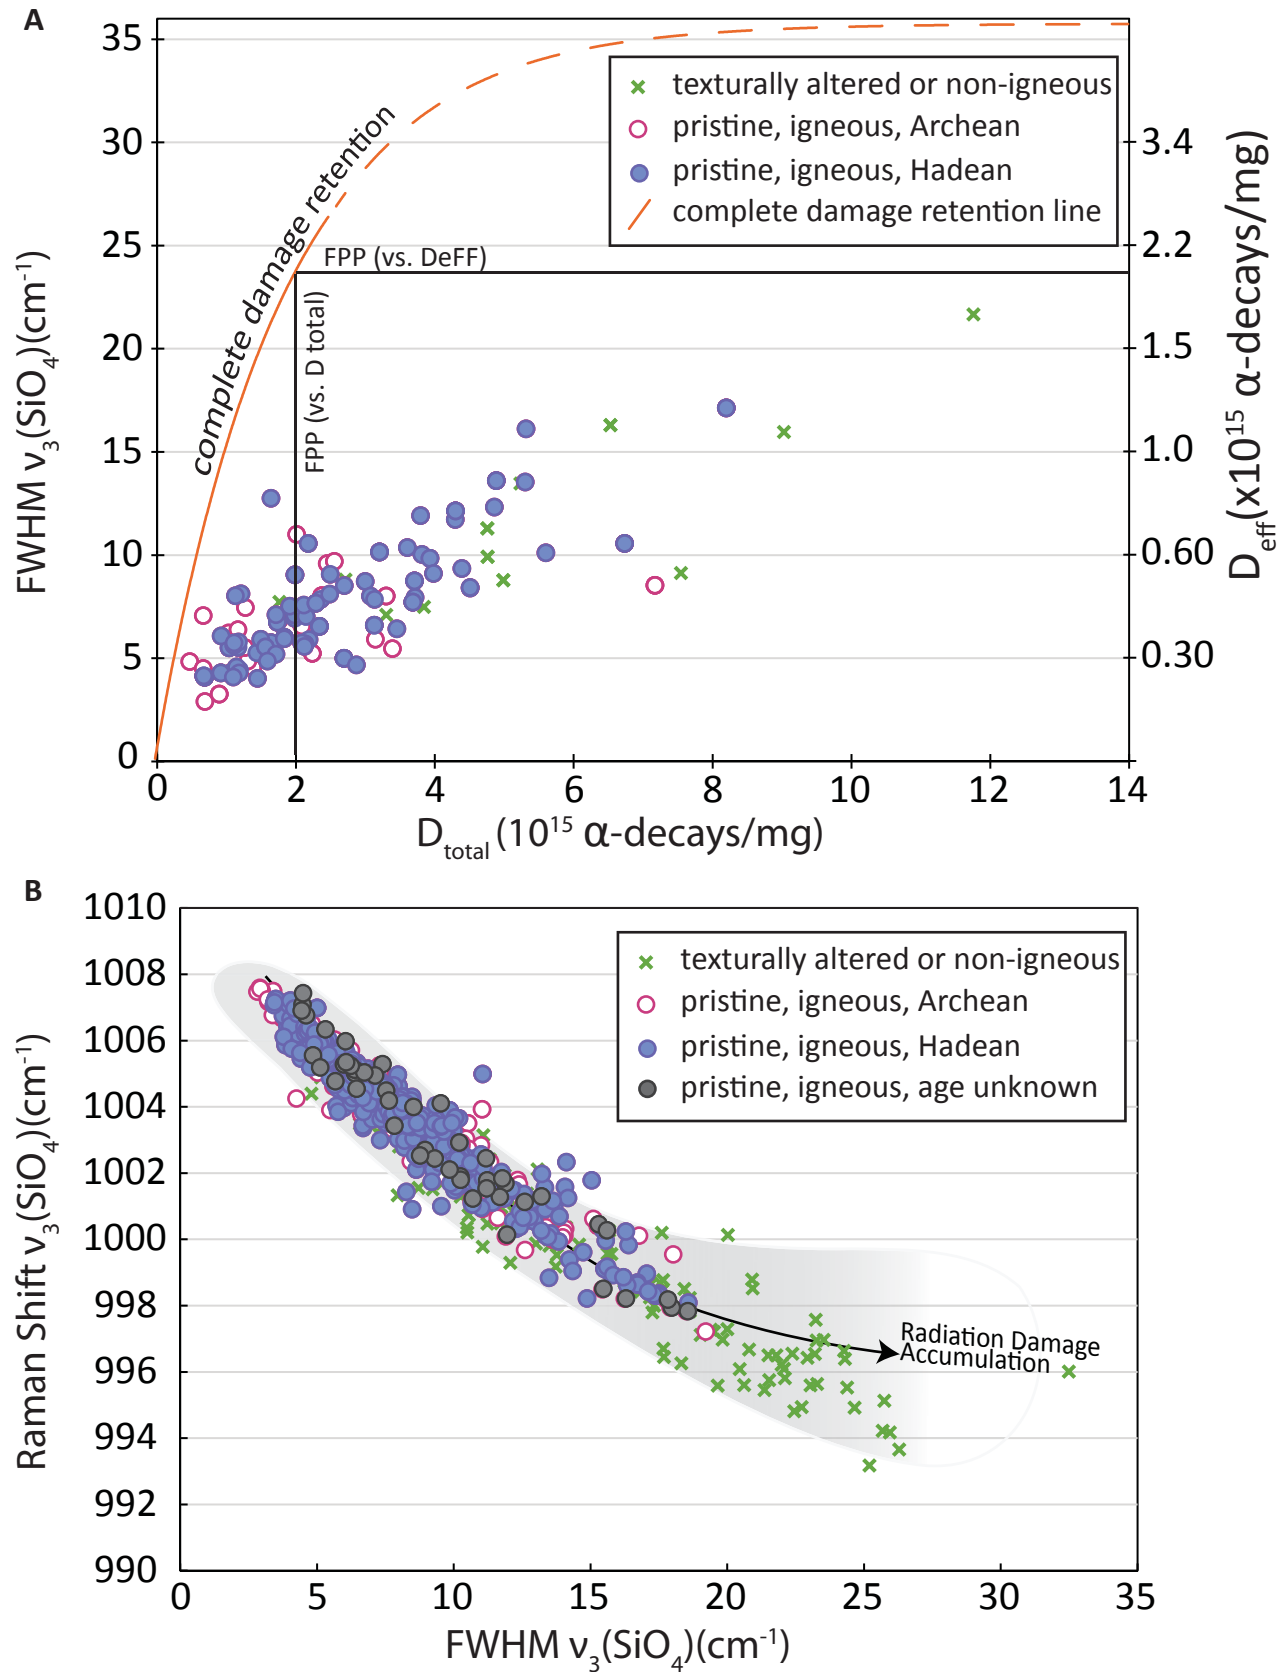 A
35
30
25
20
15
10
5
0
FWHM ν3(SiO4)(cm-1)
texturally altered or non-igneous
pristine, igneous, Archean
pristine, igneous, Hadean
complete damage retention line
complete damage retention
FPP (vs. DeFF)
FPP (vs. D total)
3.4
2.2
1.5
1.0
0.60
0.30
Deff(x10^15 α-decays/mg)
0 2 4 6 8 10 12 14
Dtotal (10^15 α-decays/mg)
B
1010
1008
1006
1004
1002
1000
998
996
994
992
990
Raman Shift ν3(SiO4)(cm-1)
texturally altered or non-igneous
pristine, igneous, Archean
pristine, igneous, Hadean
pristine, igneous, age unknown
Radiation Damage
Accumulation
0 5 10 15 20 25 30 35
FWHM ν3(SiO4)(cm-1)